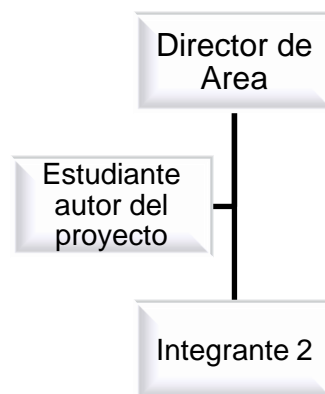 Director de
Area
Estudiante
autor del
proyecto
Integrante 2